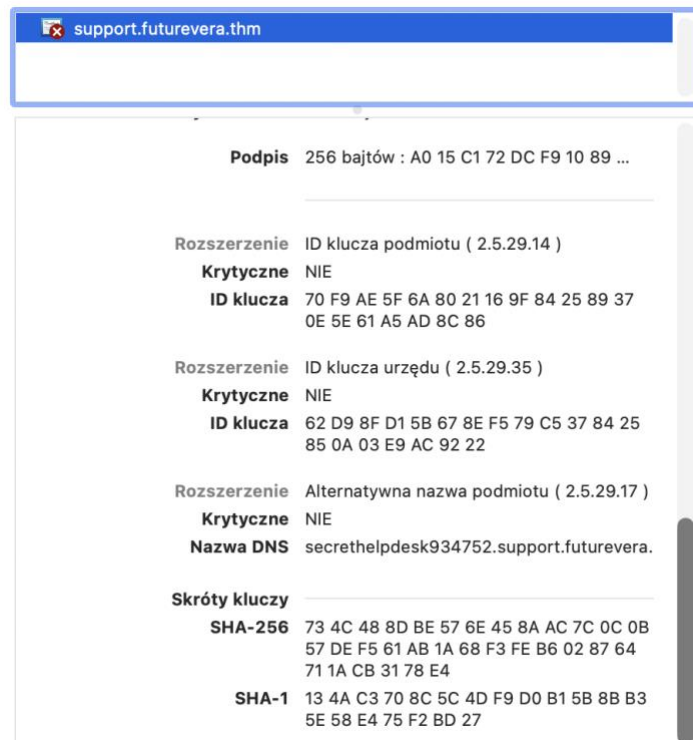 support.futurevera.thm
Podpis 256 bajtów : A0 15 C1 72 DC F9 10 89 ...
Rozszerzenie ID klucza podmiotu ( 2.5.29.14 )
Krytyczne NIE
ID klucza 70 F9 AE 5F 6A 80 21 16 9F 84 25 89 37
0E 5E 61 A5 AD 8C 86
Rozszerzenie ID klucza urzędu ( 2.5.29.35 )
Krytyczne NIE
ID klucza 62 D9 8F D1 5B 67 8E F5 79 C5 37 84 25
85 0A 03 E9 AC 92 22
Rozszerzenie Alternatywna nazwa podmiotu ( 2.5.29.17 )
Krytyczne NIE
Nazwa DNS secrethelpdesk934752.support.futurevera.
Skróty kluczy
SHA-256 73 4C 48 8D BE 57 6E 45 8A AC 7C 0C 0B
57 DE F5 61 AB 1A 68 F3 FE B6 02 87 64
71 1A CB 31 78 E4
SHA-1 13 4A C3 70 8C 5C 4D F9 D0 B1 5B 8B B3
5E 58 E4 75 F2 BD 27